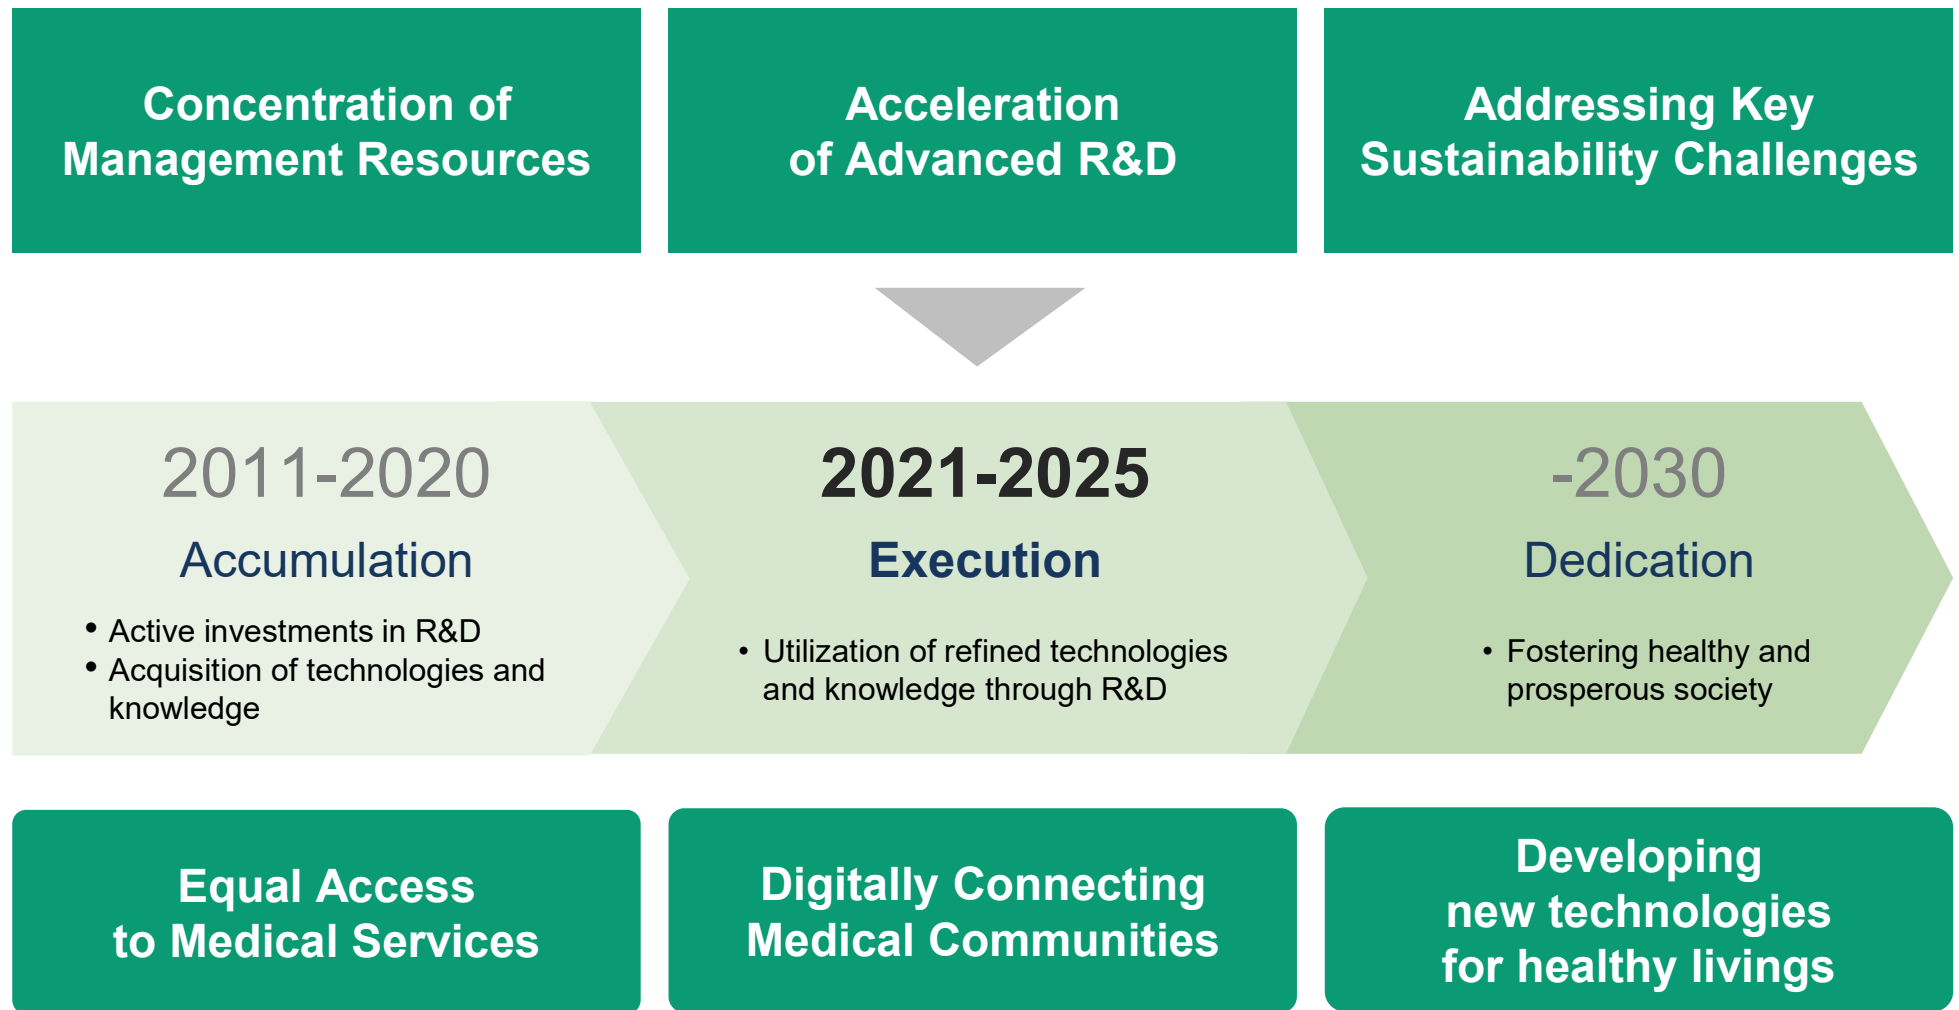 Concentration of
Management Resources
Acceleration
of Advanced R&D
Addressing Key
Sustainability Challenges
2011-2020
Accumulation
• Active investments in R&D
• Acquisition of technologies and
knowledge
2021-2025
Execution
• Utilization of refined technologies
and knowledge through R&D
-2030
Dedication
• Fostering healthy and
prosperous society
Equal Access
to Medical Services
Digitally Connecting
Medical Communities
Developing
new technologies
for healthy livings